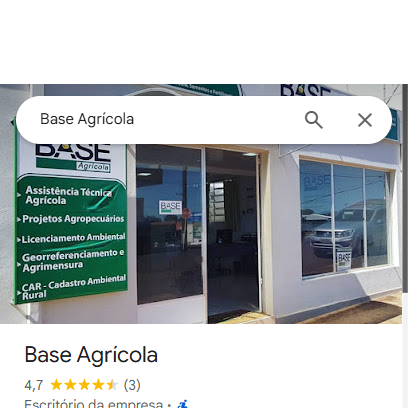 Base Agrícola
BASE
BASE
Agrícola
Assistência Técnica
Agrícola
Projetos Agropecuários
Licenciamento Ambiental
Georreferenciamento e
Agrimensura
CAR - Cadastro Ambiental
Rural
BASE
BASE
Base Agrícola
4,7 (3)
Escritório da empresa ·